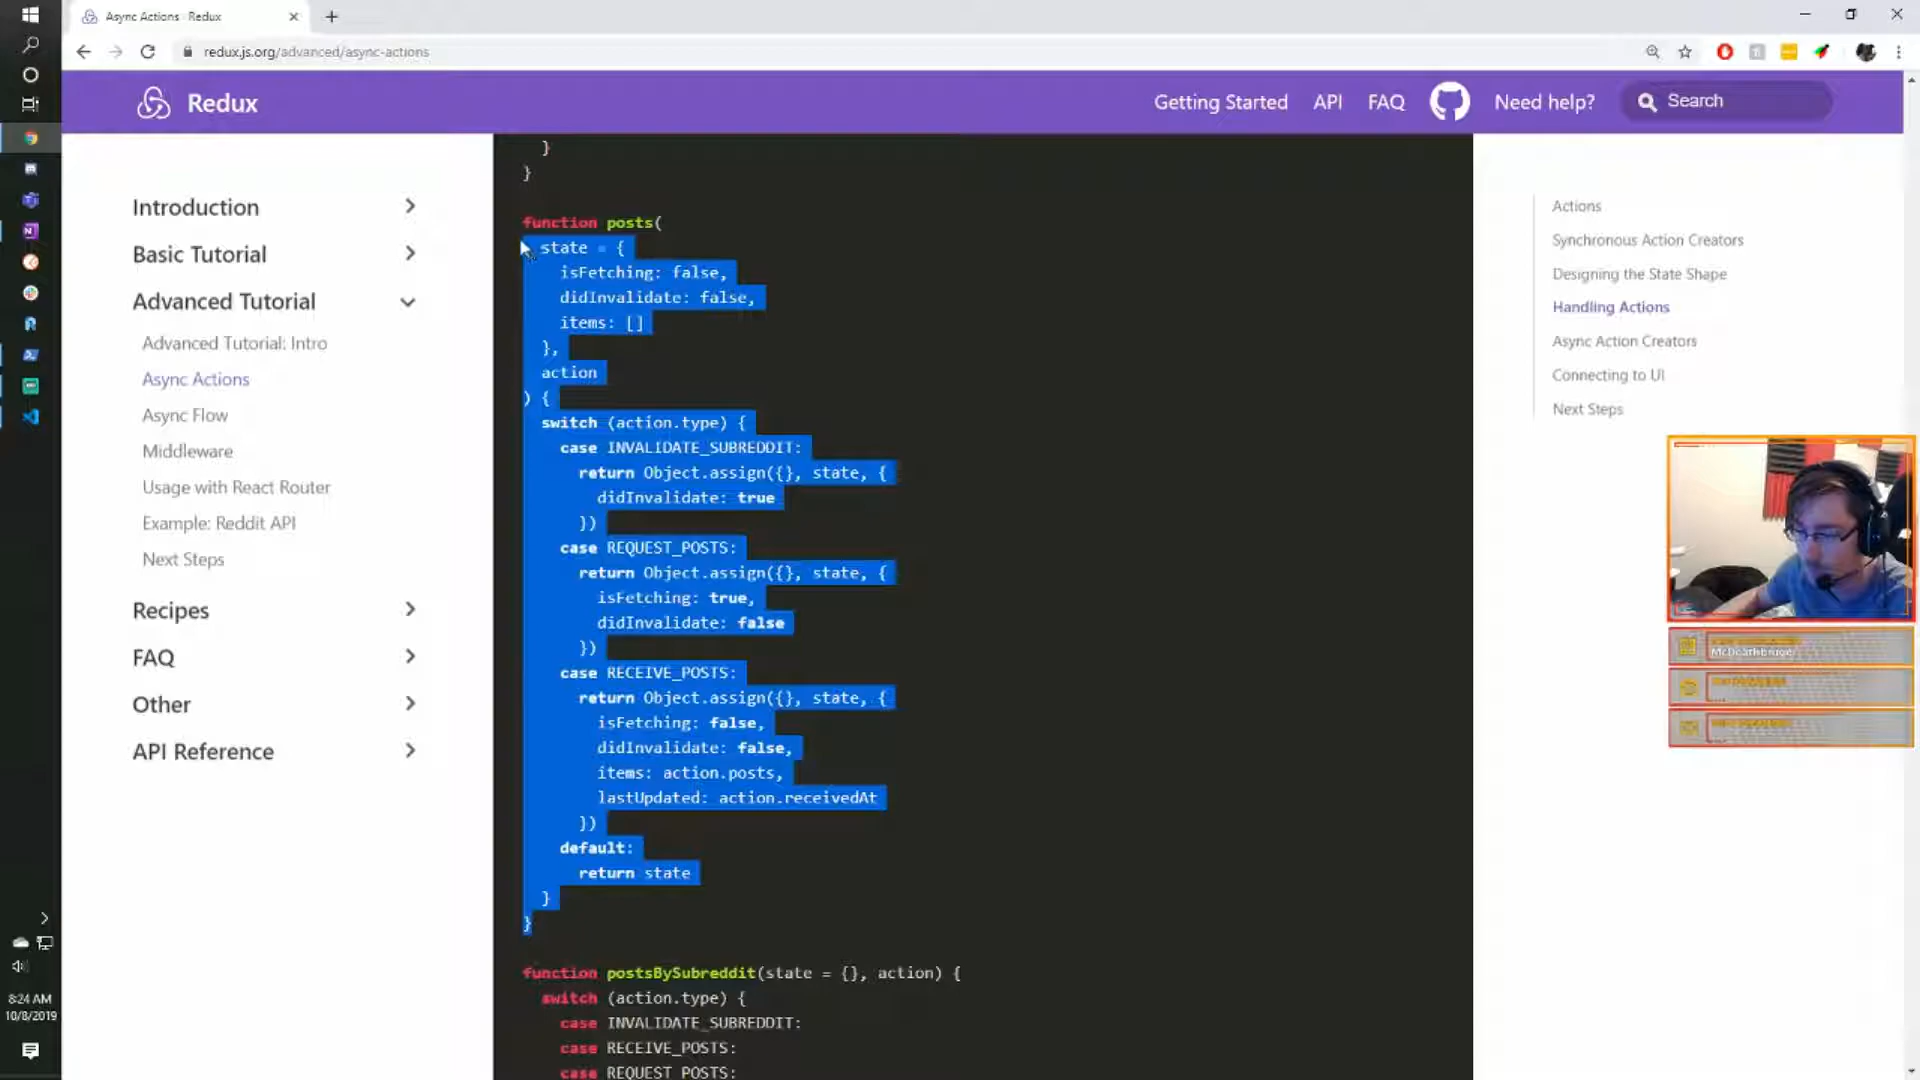 Async Actions · Redux
redux.js.org/advanced/async-actions
Redux
Getting Started
API
FAQ
Need help?
Search
Introduction
Basic Tutorial
Advanced Tutorial
Advanced Tutorial: Intro
Async Actions
Async Flow
Middleware
Usage with React Router
Example: Reddit API
Next Steps
Recipes
FAQ
Other
API Reference
}
}
function posts(
state = {
isFetching: false,
didInvalidate: false,
items: []
},
action
) {
switch (action.type) {
case INVALIDATE_SUBREDDIT:
return Object.assign({}, state, {
didInvalidate: true
})
case REQUEST_POSTS:
return Object.assign({}, state, {
isFetching: true,
didInvalidate: false
})
case RECEIVE_POSTS:
return Object.assign({}, state, {
isFetching: false,
didInvalidate: false,
items: action.posts,
lastUpdated: action.receivedAt
})
default:
return state
}
}
function postsBySubreddit(state = {}, action) {
switch (action.type) {
case INVALIDATE_SUBREDDIT:
case RECEIVE_POSTS:
case REQUEST_POSTS:
Actions
Synchronous Action Creators
Designing the State Shape
Handling Actions
Async Action Creators
Connecting to UI
Next Steps
8:24 AM
10/8/2019